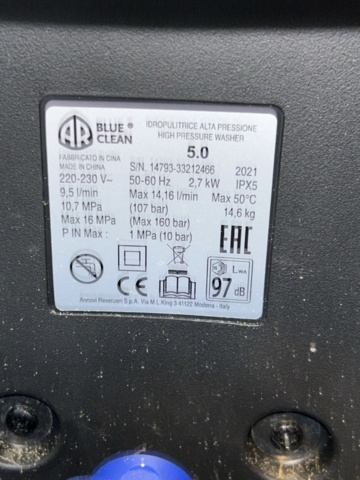 AR BLUE CLEAN ®
IDROPULITRICE ALTA PRESSIONE
HIGH PRESSURE WASHER
5.0
FABRICATO IN CINA
MADE IN CHINA
S/N. 14793-33212466 2021
220-230 V~ 50-60 Hz 2,7 kW IPX5
9,5 l/min Max 14,16 l/min Max 50°C
10,7 MPa (107 bar) 14,6 kg
Max 16 MPa (Max 160 bar)
P IN Max : 1 MPa (10 bar)
EAC
CE
LWA
97 dB
Annovi Reverberi S.p.A. Via M.L.King 3 41122 Modena - Italy